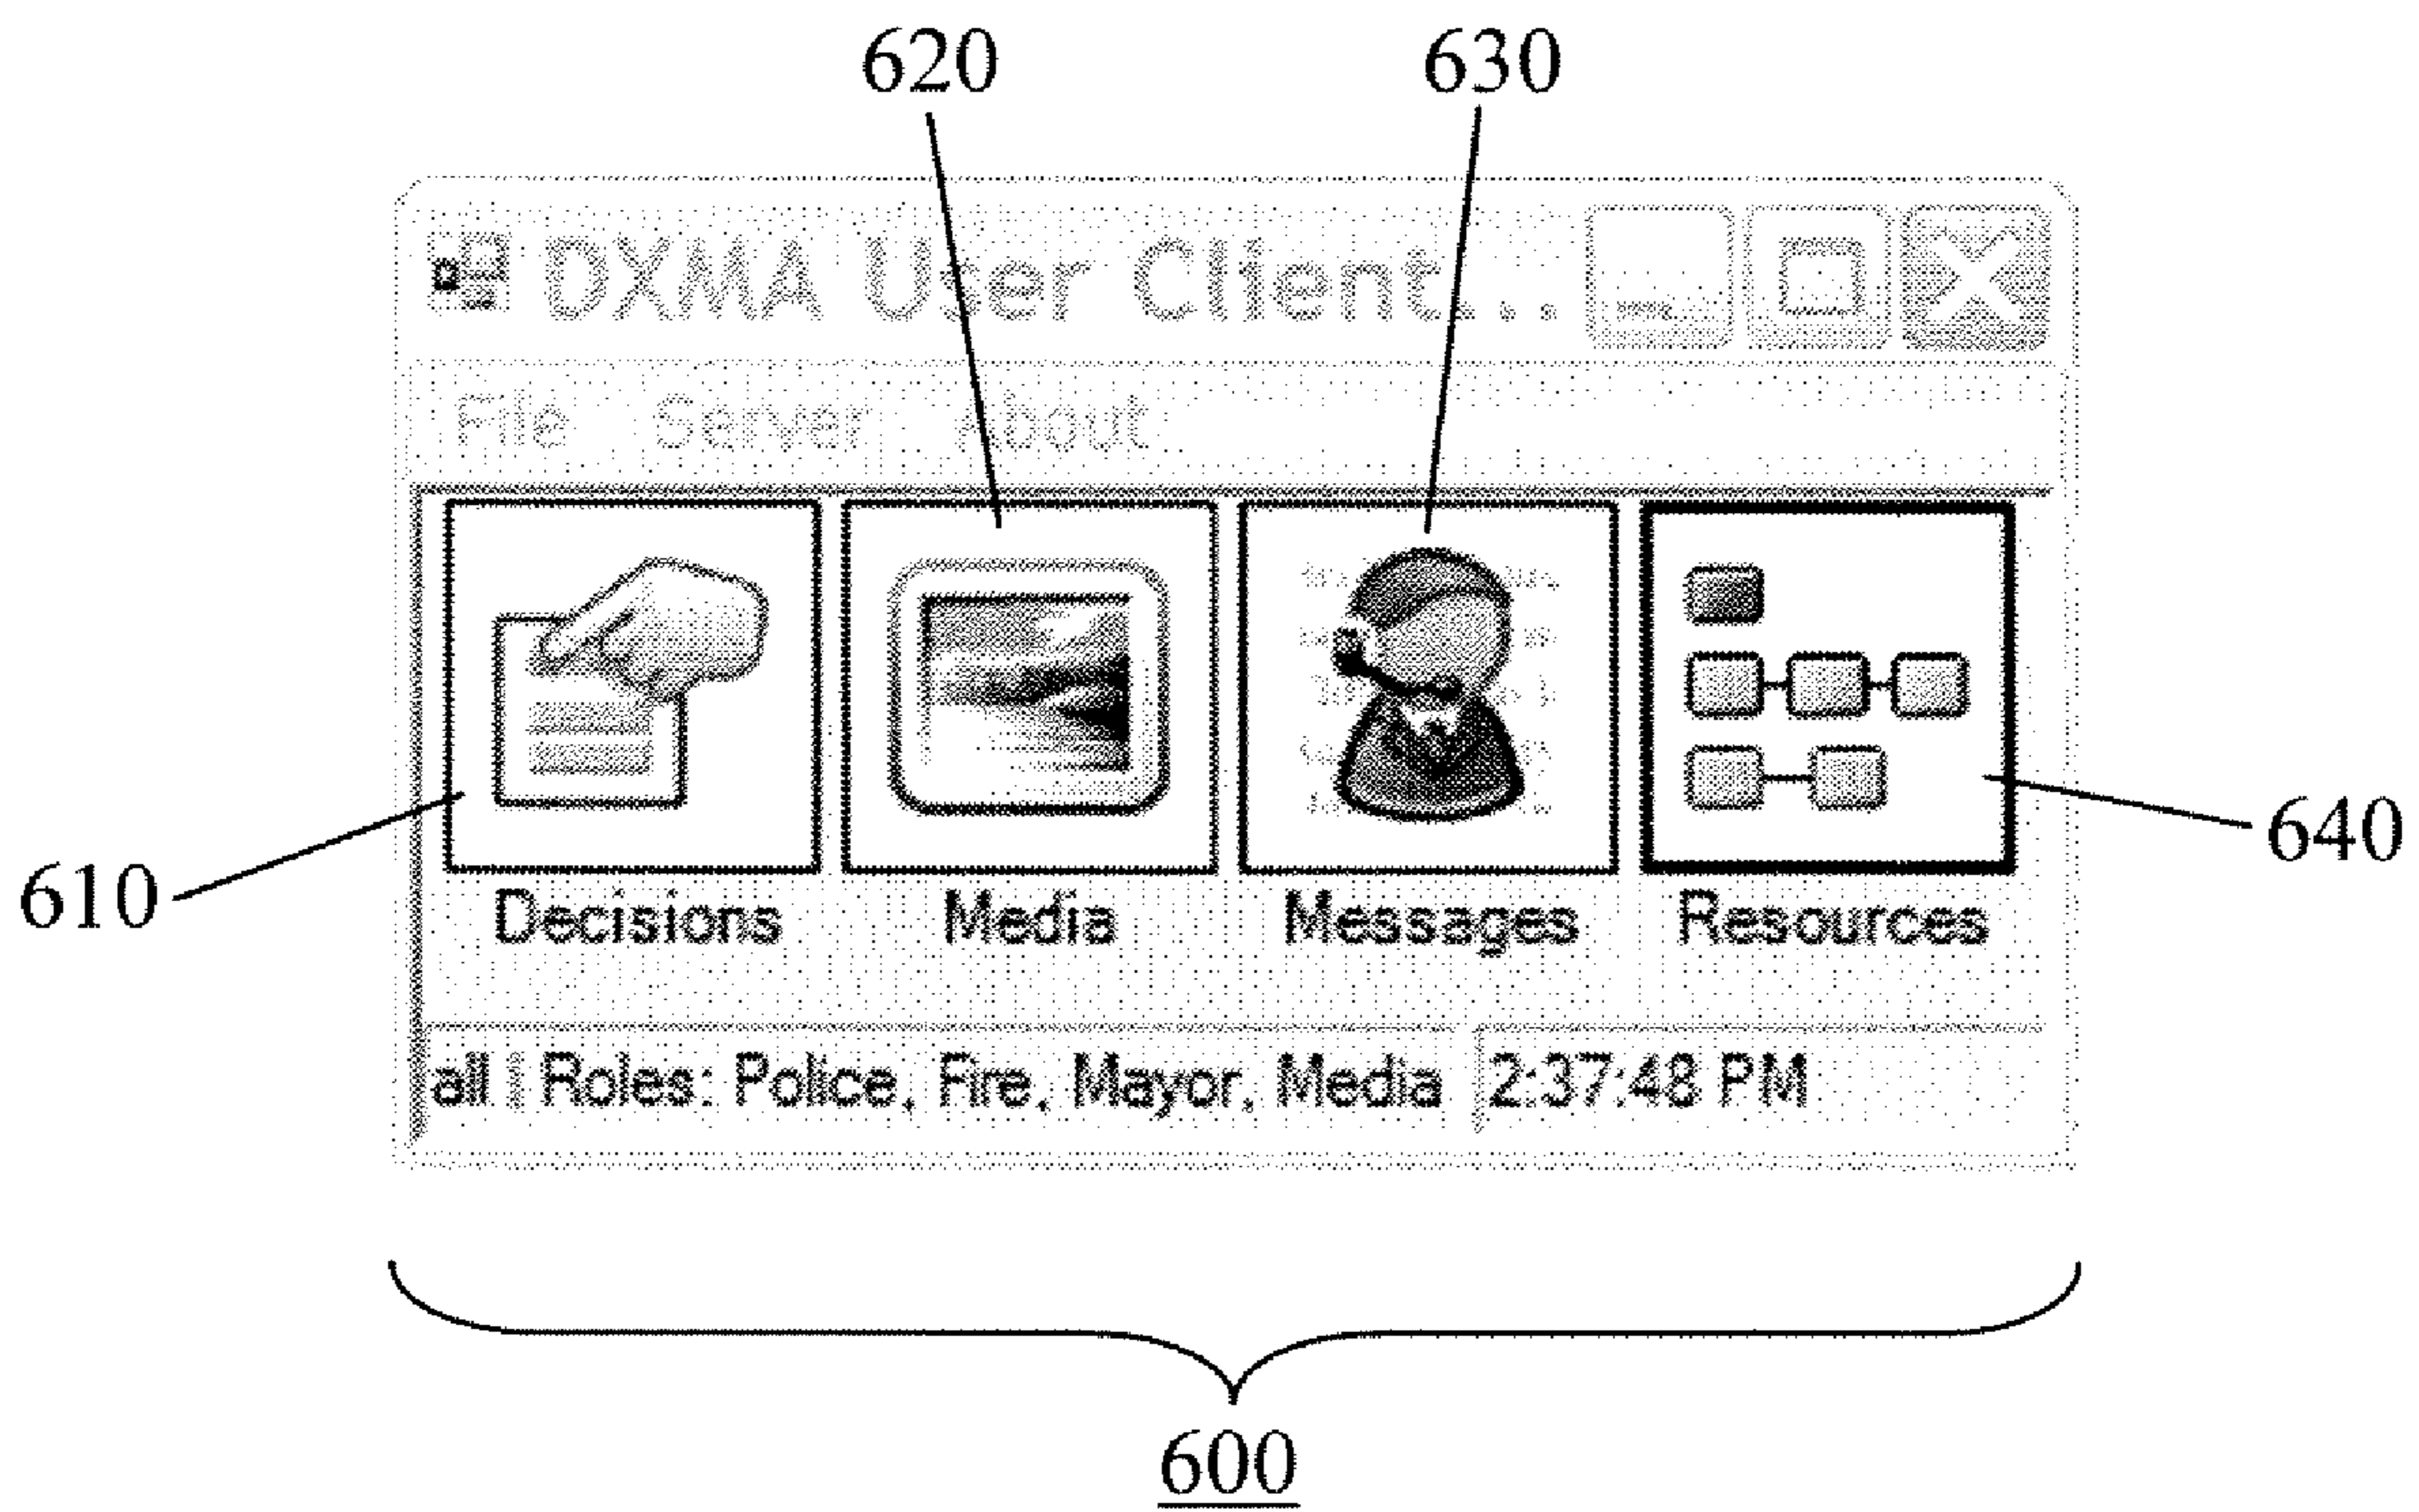 620 630
DXMA User Client...
File Server About
Decisions Media Messages Resources
610
640
all | Roles: Police, Fire, Mayor, Media 2:37:48 PM
600